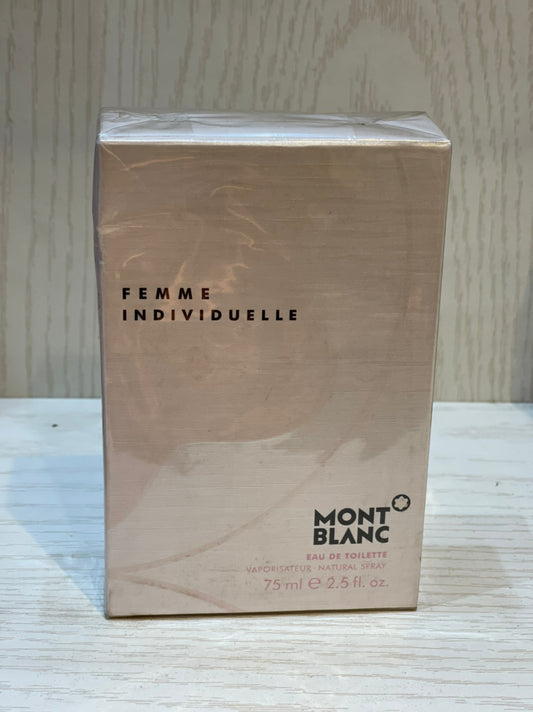 FEMME
INDIVIDUELLE
MONT
BLANC
EAU DE TOILETTE
VAPORISATEUR · NATURAL SPRAY
75 ml e 2.5 fl. oz.